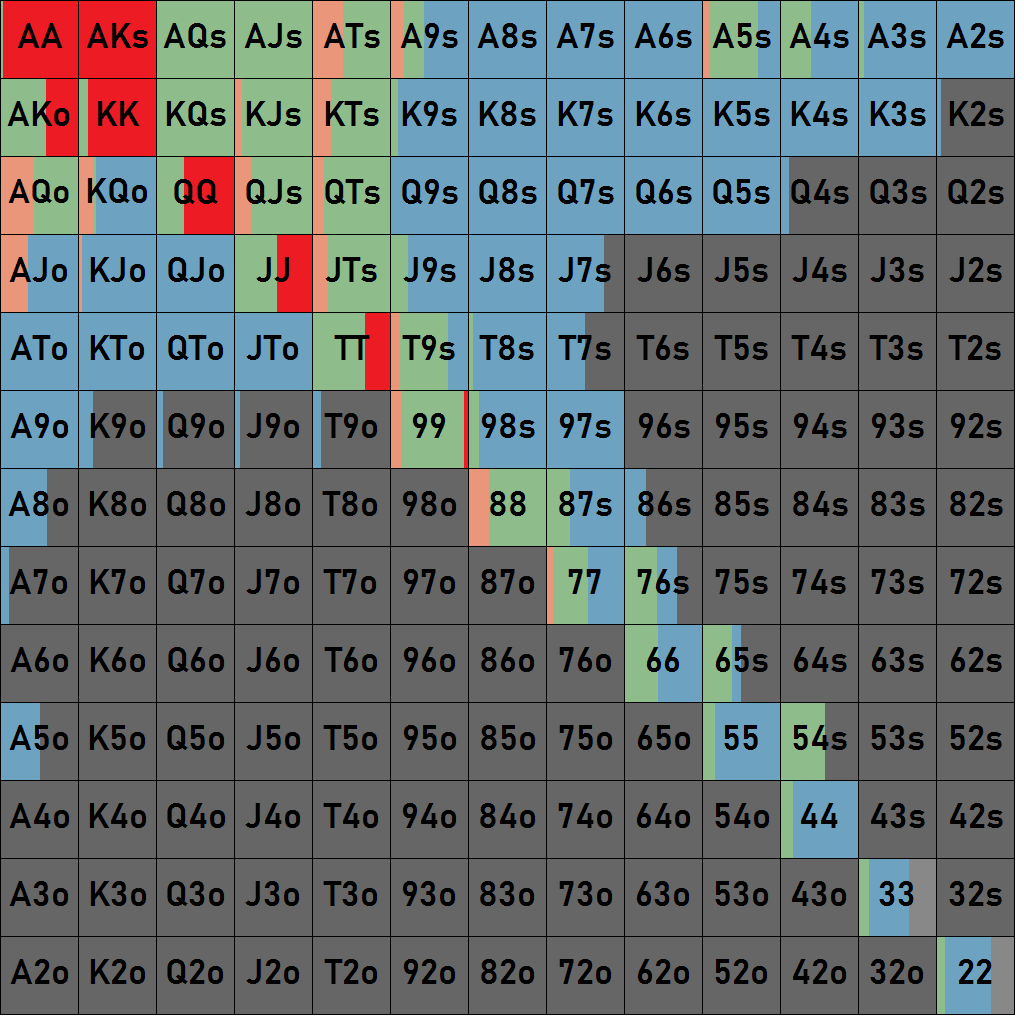 AA AKs AQs AJs ATs A9s A8s A7s A6s A5s A4s A3s A2s
AKo KK KQs KJs KTs K9s K8s K7s K6s K5s K4s K3s K2s
AQo KQo QQ QJs QTs Q9s Q8s Q7s Q6s Q5s Q4s Q3s Q2s
AJo KJo QJo JJ JTs J9s J8s J7s J6s J5s J4s J3s J2s
ATo KTo QTo JTo TT T9s T8s T7s T6s T5s T4s T3s T2s
A9o K9o Q9o J9o T9o 99 98s 97s 96s 95s 94s 93s 92s
A8o K8o Q8o J8o T8o 98o 88 87s 86s 85s 84s 83s 82s
A7o K7o Q7o J7o T7o 97o 87o 77 76s 75s 74s 73s 72s
A6o K6o Q6o J6o T6o 96o 86o 76o 66 65s 64s 63s 62s
A5o K5o Q5o J5o T5o 95o 85o 75o 65o 55 54s 53s 52s
A4o K4o Q4o J4o T4o 94o 84o 74o 64o 54o 44 43s 42s
A3o K3o Q3o J3o T3o 93o 83o 73o 63o 53o 43o 33 32s
A2o K2o Q2o J2o T2o 92o 82o 72o 62o 52o 42o 32o 22